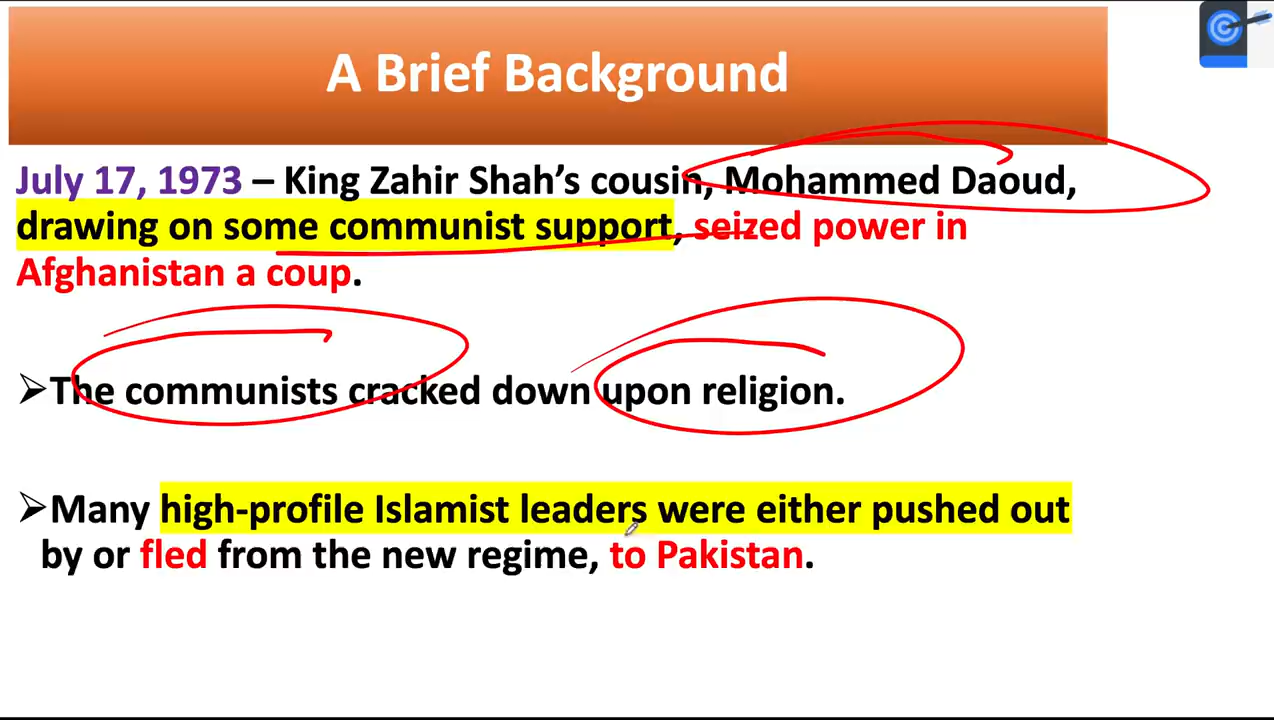 A Brief Background
July 17, 1973 – King Zahir Shah’s cousin, Mohammed Daoud,
drawing on some communist support, seized power in
Afghanistan a coup.
➢The communists cracked down upon religion.
➢Many high-profile Islamist leaders were either pushed out
by or fled from the new regime, to Pakistan.